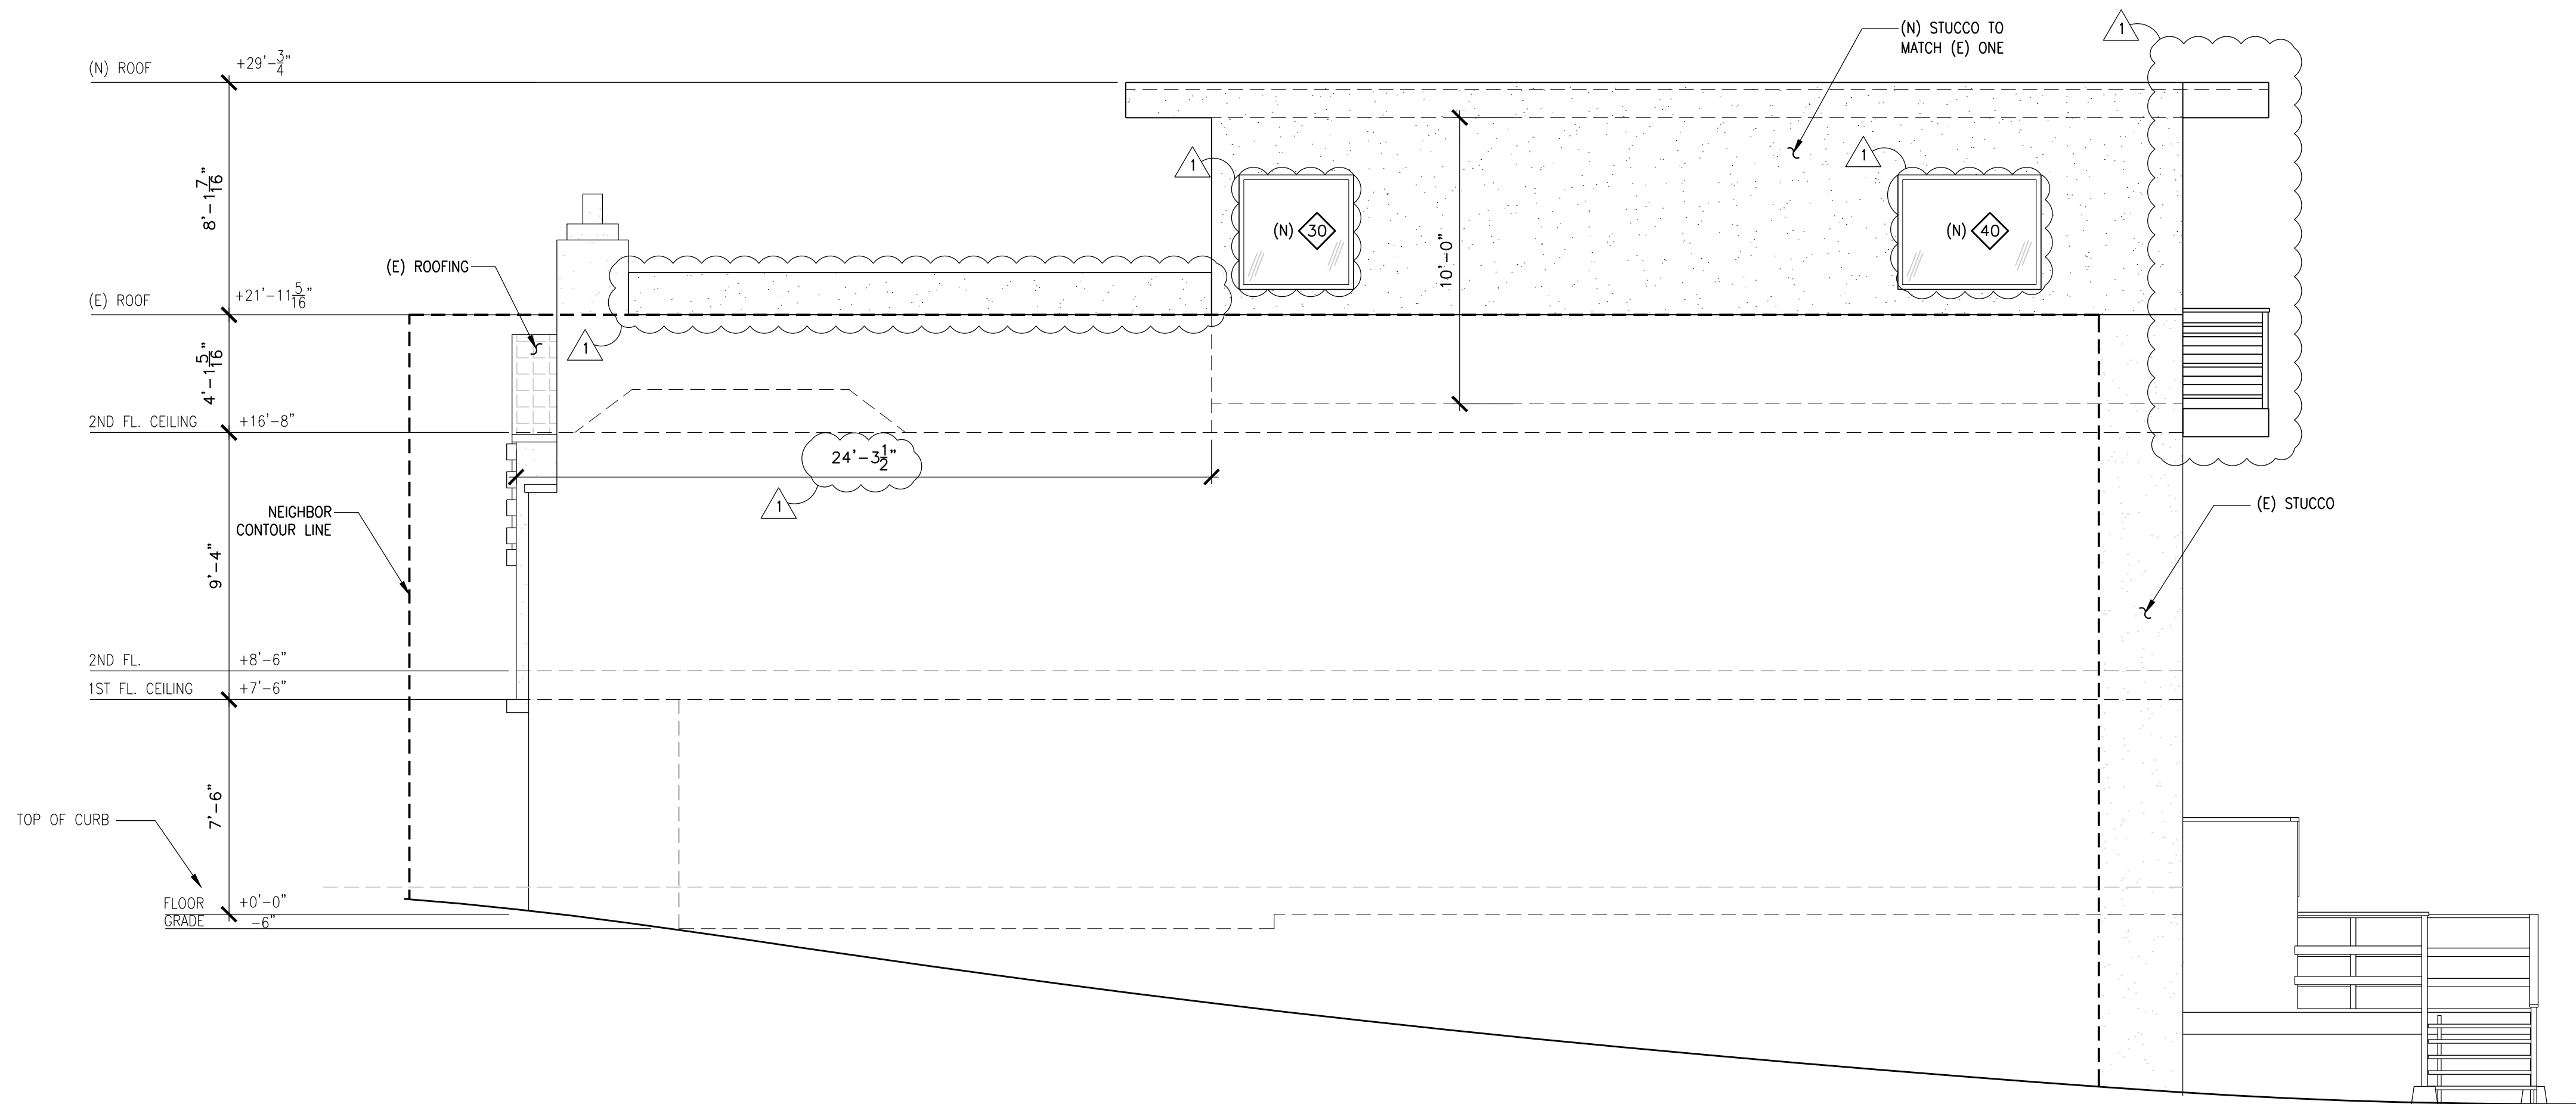 (N) ROOF
+29'-3/4"
(N) STUCCO TO
MATCH (E) ONE
1
1
1
8'-1 7/16"
(N) 30
(N) 40
10'-0"
(E) ROOFING
(E) ROOF
+21'-11 5/16"
1
4'-1 5/16"
2ND FL. CEILING
+16'-8"
24'-3 1/2"
1
NEIGHBOR
CONTOUR LINE
(E) STUCCO
9'-4"
2ND FL.
+8'-6"
1ST FL. CEILING
+7'-6"
7'-6"
TOP OF CURB
FLOOR
+0'-0"
GRADE
-6"